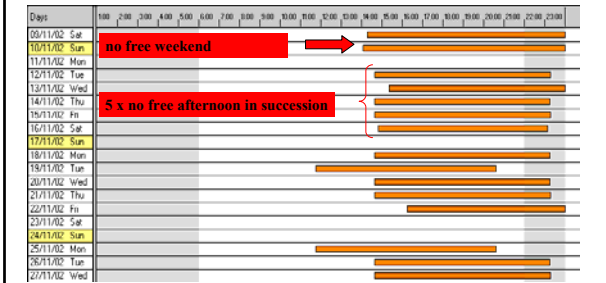 Days 1:00 2:00 3:00 4:00 5:00 6:00 7:00 8:00 9:00 10:00 11:00 12:00 13:00 14:00 15:00 16:00 17:00 18:00 19:00 20:00 21:00 22:00 23:00
09/11/02 Sat
10/11/02 Sun no free weekend
11/11/02 Mon
12/11/02 Tue
13/11/02 Wed
14/11/02 Thu 5 x no free afternoon in succession
15/11/02 Fri
16/11/02 Sat
17/11/02 Sun
18/11/02 Mon
19/11/02 Tue
20/11/02 Wed
21/11/02 Thu
22/11/02 Fri
23/11/02 Sat
24/11/02 Sun
25/11/02 Mon
26/11/02 Tue
27/11/02 Wed